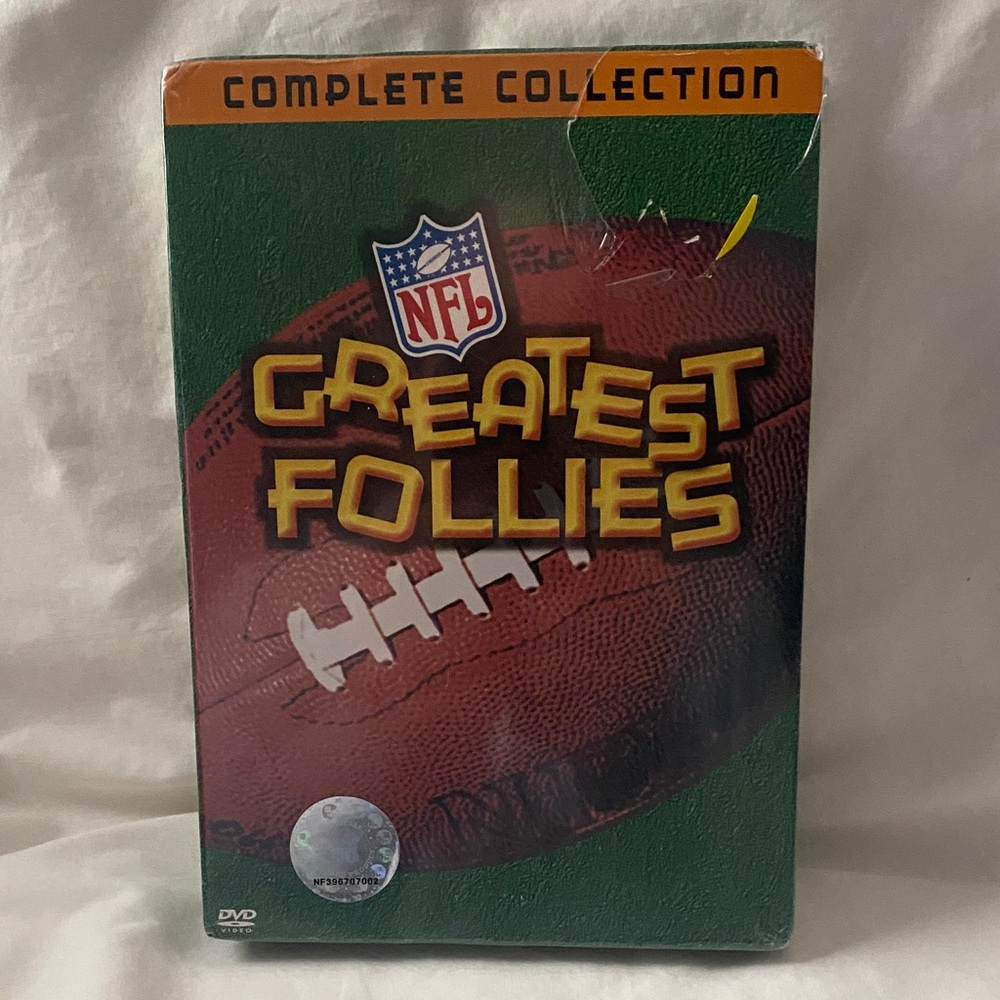 COMPLETE COLLECTION
NFL
GREATEST
FOLLIES
NF396707002
DVD
VIDEO